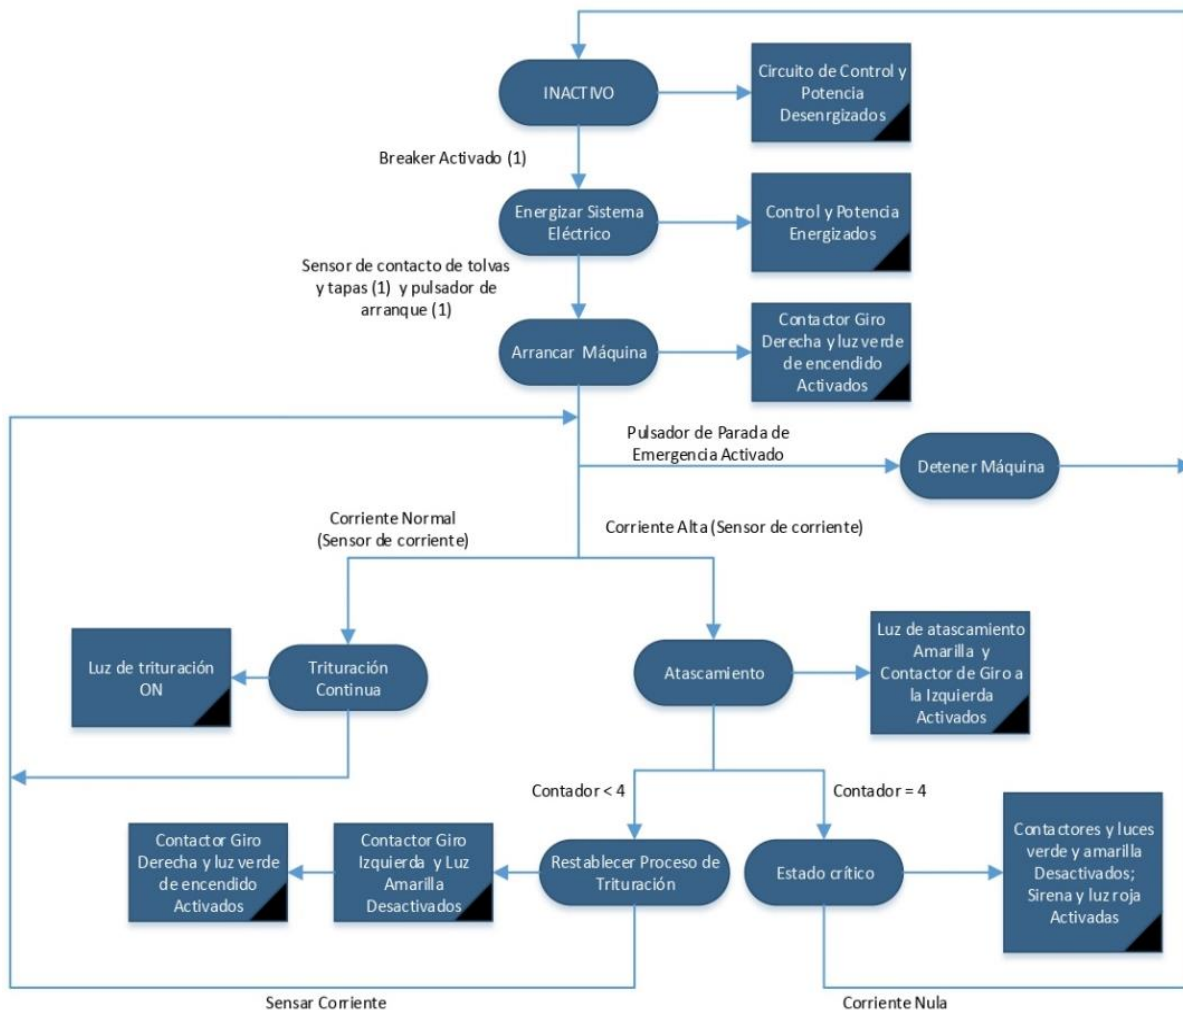 INACTIVO
Circuito de Control y
Potencia
Desenrgizados
Breaker Activado (1)
Energizar Sistema
Eléctrico
Control y Potencia
Energizados
Sensor de contacto de tolvas
y tapas (1) y pulsador de
arranque (1)
Arrancar Máquina
Contactor Giro
Derecha y luz verde
de encendido
Activados
Pulsador de Parada de
Emergencia Activado
Detener Máquina
Corriente Normal
(Sensor de corriente)
Corriente Alta (Sensor de corriente)
Luz de trituración
ON
Trituración
Continua
Atascamiento
Luz de atascamiento
Amarilla y
Contactor de Giro a
la Izquierda
Activados
Contador < 4
Contador = 4
Contactor Giro
Derecha y luz verde
de encendido
Activados
Contactor Giro
Izquierda y Luz
Amarilla
Desactivados
Restablecer Proceso de
Trituración
Estado crítico
Contactores y luces
verde y amarilla
Desactivados;
Sirena y luz roja
Activadas
Sensar Corriente
Corriente Nula